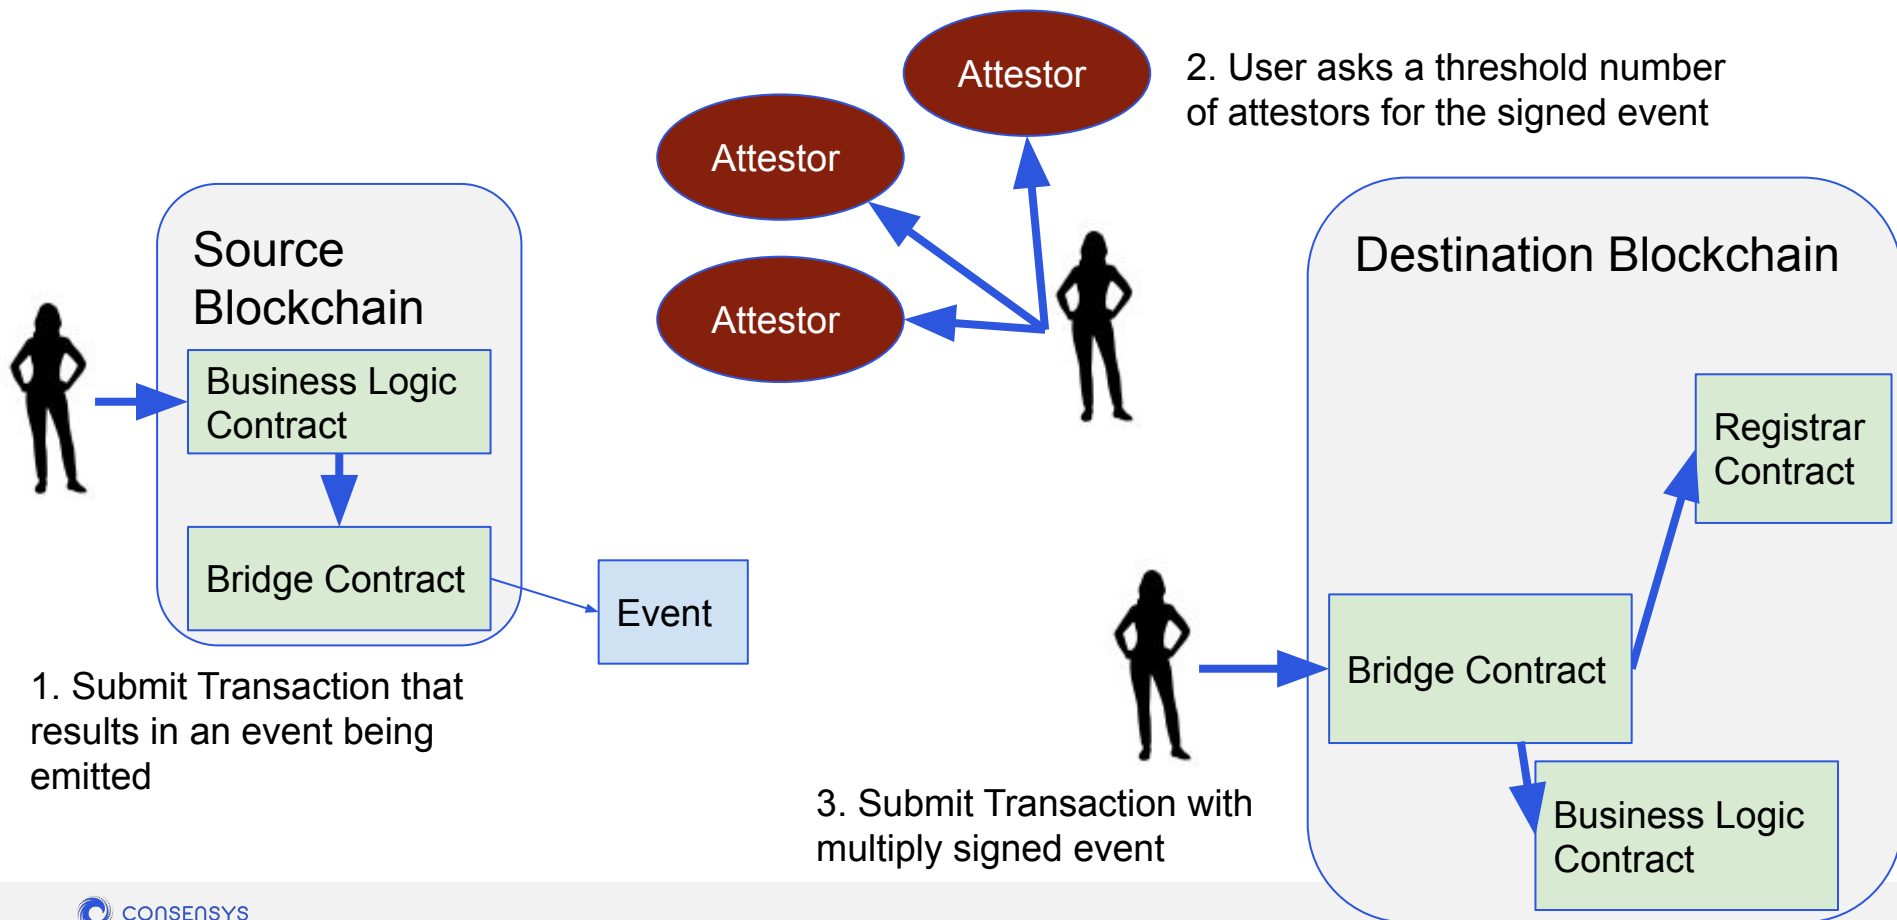 Source
Blockchain
Business Logic
Contract
Bridge Contract
Event
1. Submit Transaction that
results in an event being
emitted
Attestor
Attestor
Attestor
2. User asks a threshold number
of attestors for the signed event
Destination Blockchain
Registrar
Contract
Bridge Contract
Business Logic
Contract
3. Submit Transaction with
multiply signed event
CONSENSYS